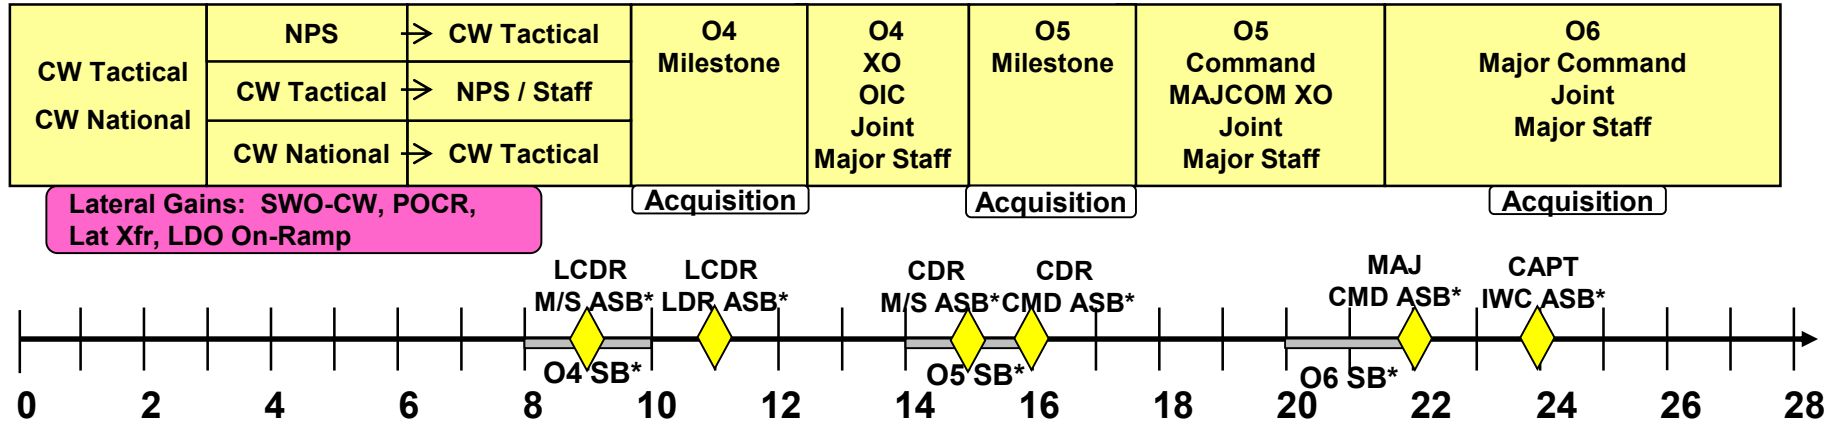 CW Tactical
CW National
NPS → CW Tactical
CW Tactical → NPS / Staff
CW National → CW Tactical
O4
Milestone
O4
XO
OIC
Joint
Major Staff
O5
Milestone
O5
Command
MAJCOM XO
Joint
Major Staff
O6
Major Command
Joint
Major Staff
Lateral Gains: SWO-CW, POCR,
Lat Xfr, LDO On-Ramp
Acquisition
Acquisition
Acquisition
LCDR
M/S ASB*
LCDR
LDR ASB*
CDR
M/S ASB*
CDR
CMD ASB*
MAJ
CMD ASB*
CAPT
IWC ASB*
O4 SB*
O5 SB*
O6 SB*
0 2 4 6 8 10 12 14 16 18 20 22 24 26 28